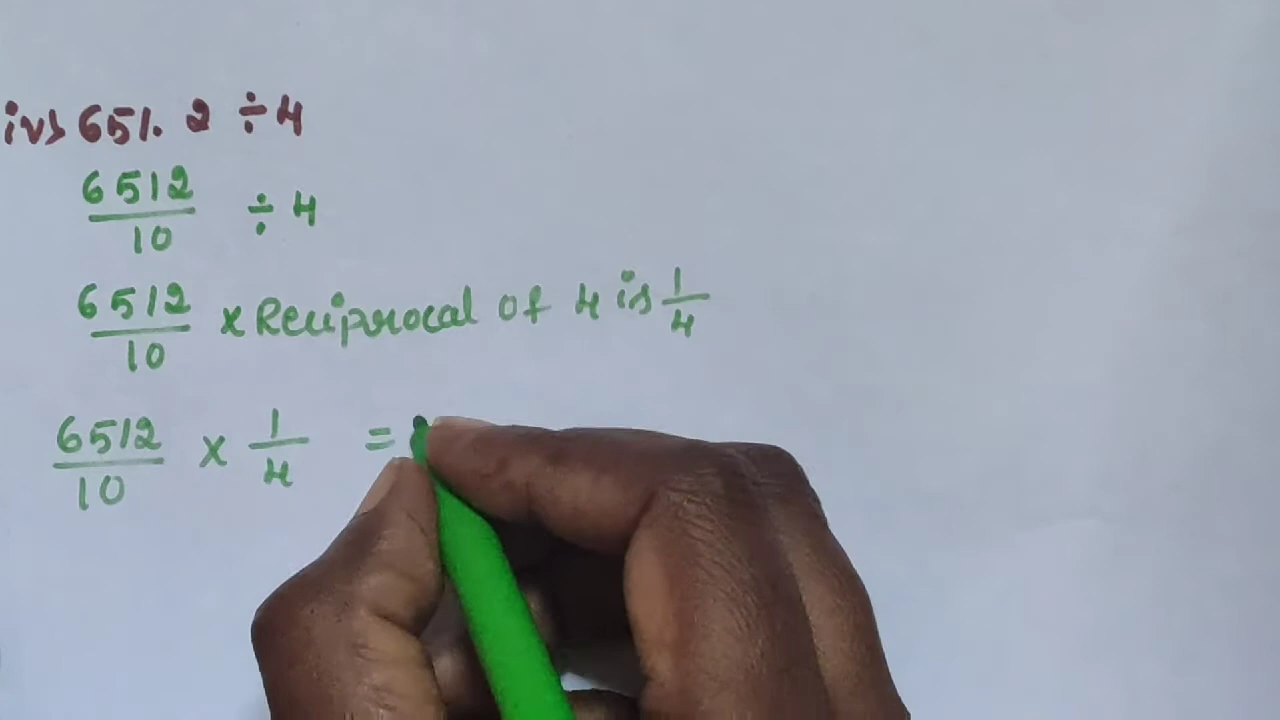 iv) 651.2 ÷ 4
6512/10 ÷ 4
6512/10 × Reciprocal of 4 is 1/4
6512/10 × 1/4 =